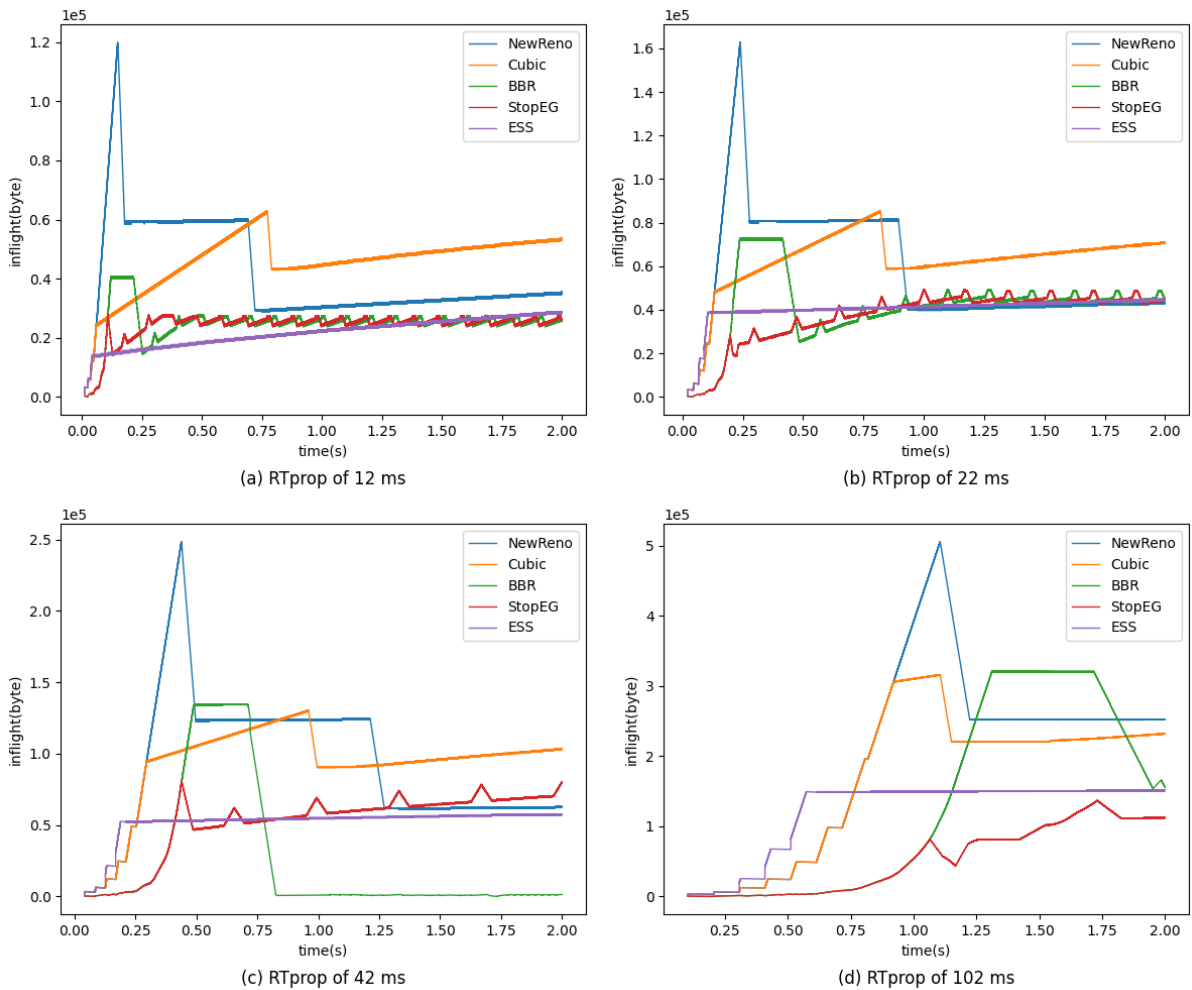 1e5
1.2
1.0
0.8
0.6
0.4
0.2
0.0
inflight(byte)
NewReno
Cubic
BBR
StopEG
ESS
0.00 0.25 0.50 0.75 1.00 1.25 1.50 1.75 2.00
time(s)
(a) RTprop of 12 ms
1e5
1.6
1.4
1.2
1.0
0.8
0.6
0.4
0.2
0.0
inflight(byte)
NewReno
Cubic
BBR
StopEG
ESS
0.00 0.25 0.50 0.75 1.00 1.25 1.50 1.75 2.00
time(s)
(b) RTprop of 22 ms
1e5
2.5
2.0
1.5
1.0
0.5
0.0
inflight(byte)
NewReno
Cubic
BBR
StopEG
ESS
0.00 0.25 0.50 0.75 1.00 1.25 1.50 1.75 2.00
time(s)
(c) RTprop of 42 ms
1e5
5
4
3
2
1
0
inflight(byte)
NewReno
Cubic
BBR
StopEG
ESS
0.25 0.50 0.75 1.00 1.25 1.50 1.75 2.00
time(s)
(d) RTprop of 102 ms